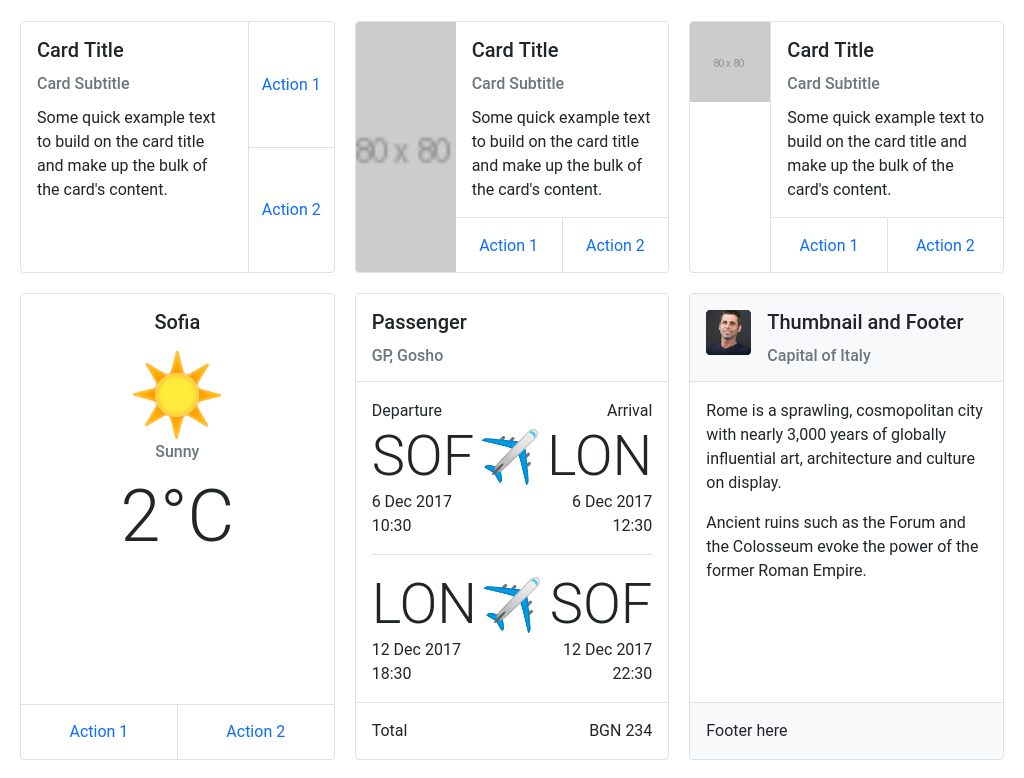 Card Title
Card Subtitle
Some quick example text
to build on the card title
and make up the bulk of
the card's content.
Action 1
Action 2
80 x 80
Card Title
Card Subtitle
Some quick example text
to build on the card title
and make up the bulk of
the card's content.
Action 1
Action 2
80 x 80
Card Title
Card Subtitle
Some quick example text to
build on the card title and
make up the bulk of the
card's content.
Action 1
Action 2
Sofia
Sunny
2°C
Action 1
Action 2
Passenger
GP, Gosho
Departure Arrival
SOF LON
6 Dec 2017 6 Dec 2017
10:30 12:30
LON SOF
12 Dec 2017 12 Dec 2017
18:30 22:30
Total BGN 234
Thumbnail and Footer
Capital of Italy
Rome is a sprawling, cosmopolitan city
with nearly 3,000 years of globally
influential art, architecture and culture
on display.
Ancient ruins such as the Forum and
the Colosseum evoke the power of the
former Roman Empire.
Footer here